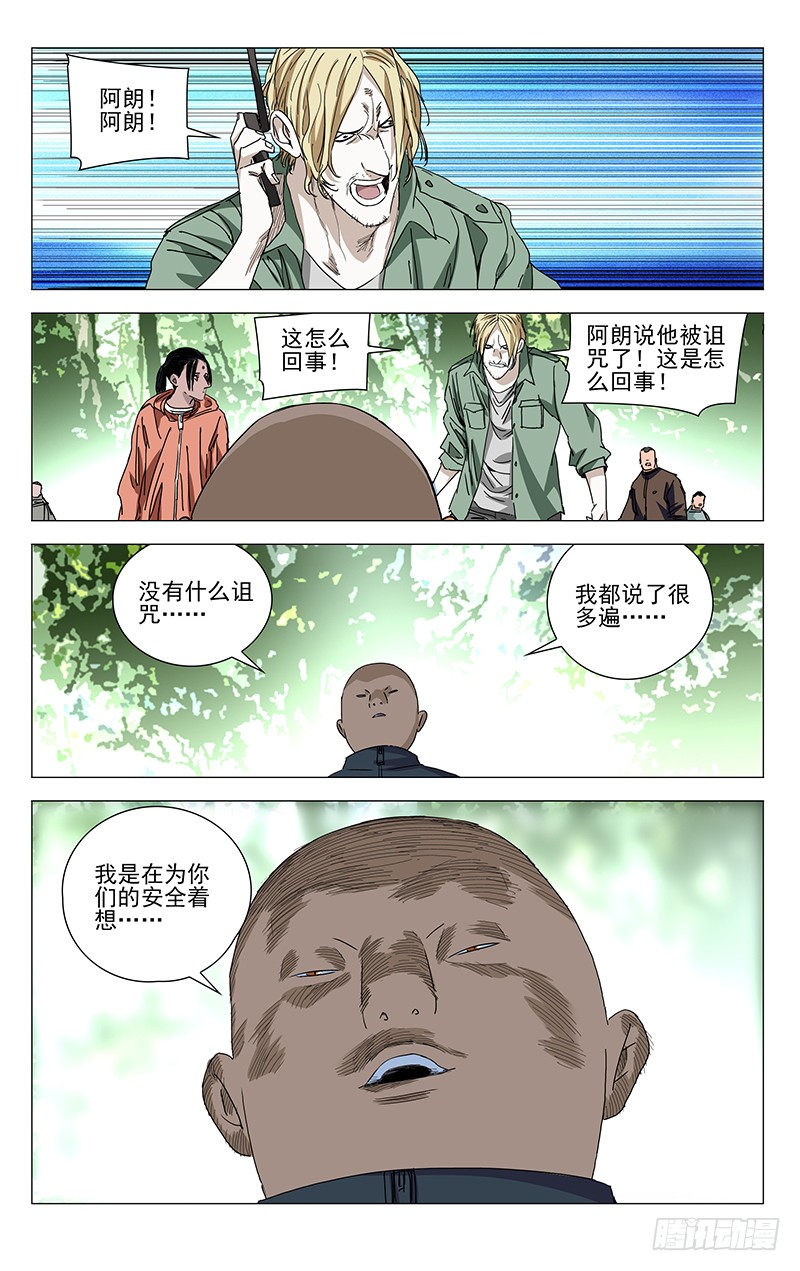 阿朗！
阿朗！
这怎么
回事！
阿朗说他被诅
咒了！这是怎
么回事！
没有什么诅
咒……
我都说了很
多遍……
我是在为你
们的安全着
想……
腾讯动漫